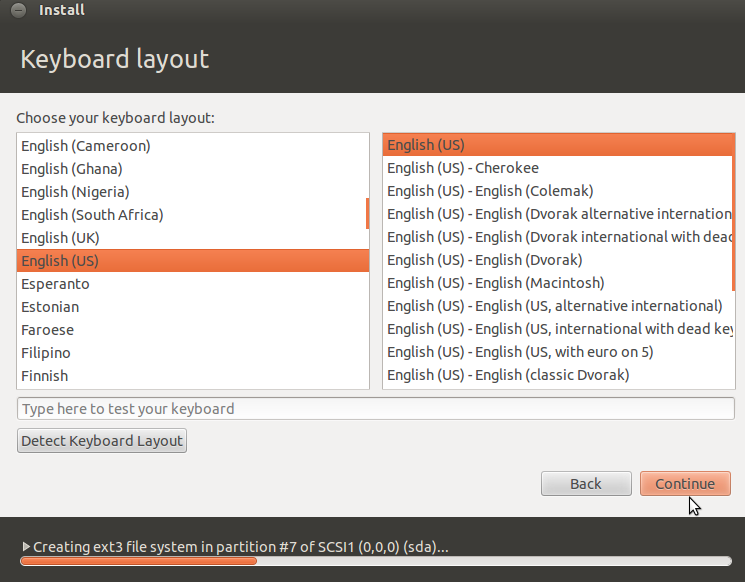 Install
Keyboard layout
Choose your keyboard layout:
English (Cameroon)
English (Ghana)
English (Nigeria)
English (South Africa)
English (UK)
English (US)
Esperanto
Estonian
Faroese
Filipino
Finnish
English (US)
English (US) - Cherokee
English (US) - English (Colemak)
English (US) - English (Dvorak alternative internation
English (US) - English (Dvorak international with dead
English (US) - English (Dvorak)
English (US) - English (Macintosh)
English (US) - English (US, alternative international)
English (US) - English (US, international with dead key
English (US) - English (US, with euro on 5)
English (US) - English (classic Dvorak)
Type here to test your keyboard
Detect Keyboard Layout
Back
Continue
Creating ext3 file system in partition #7 of SCSI1 (0,0,0) (sda)...